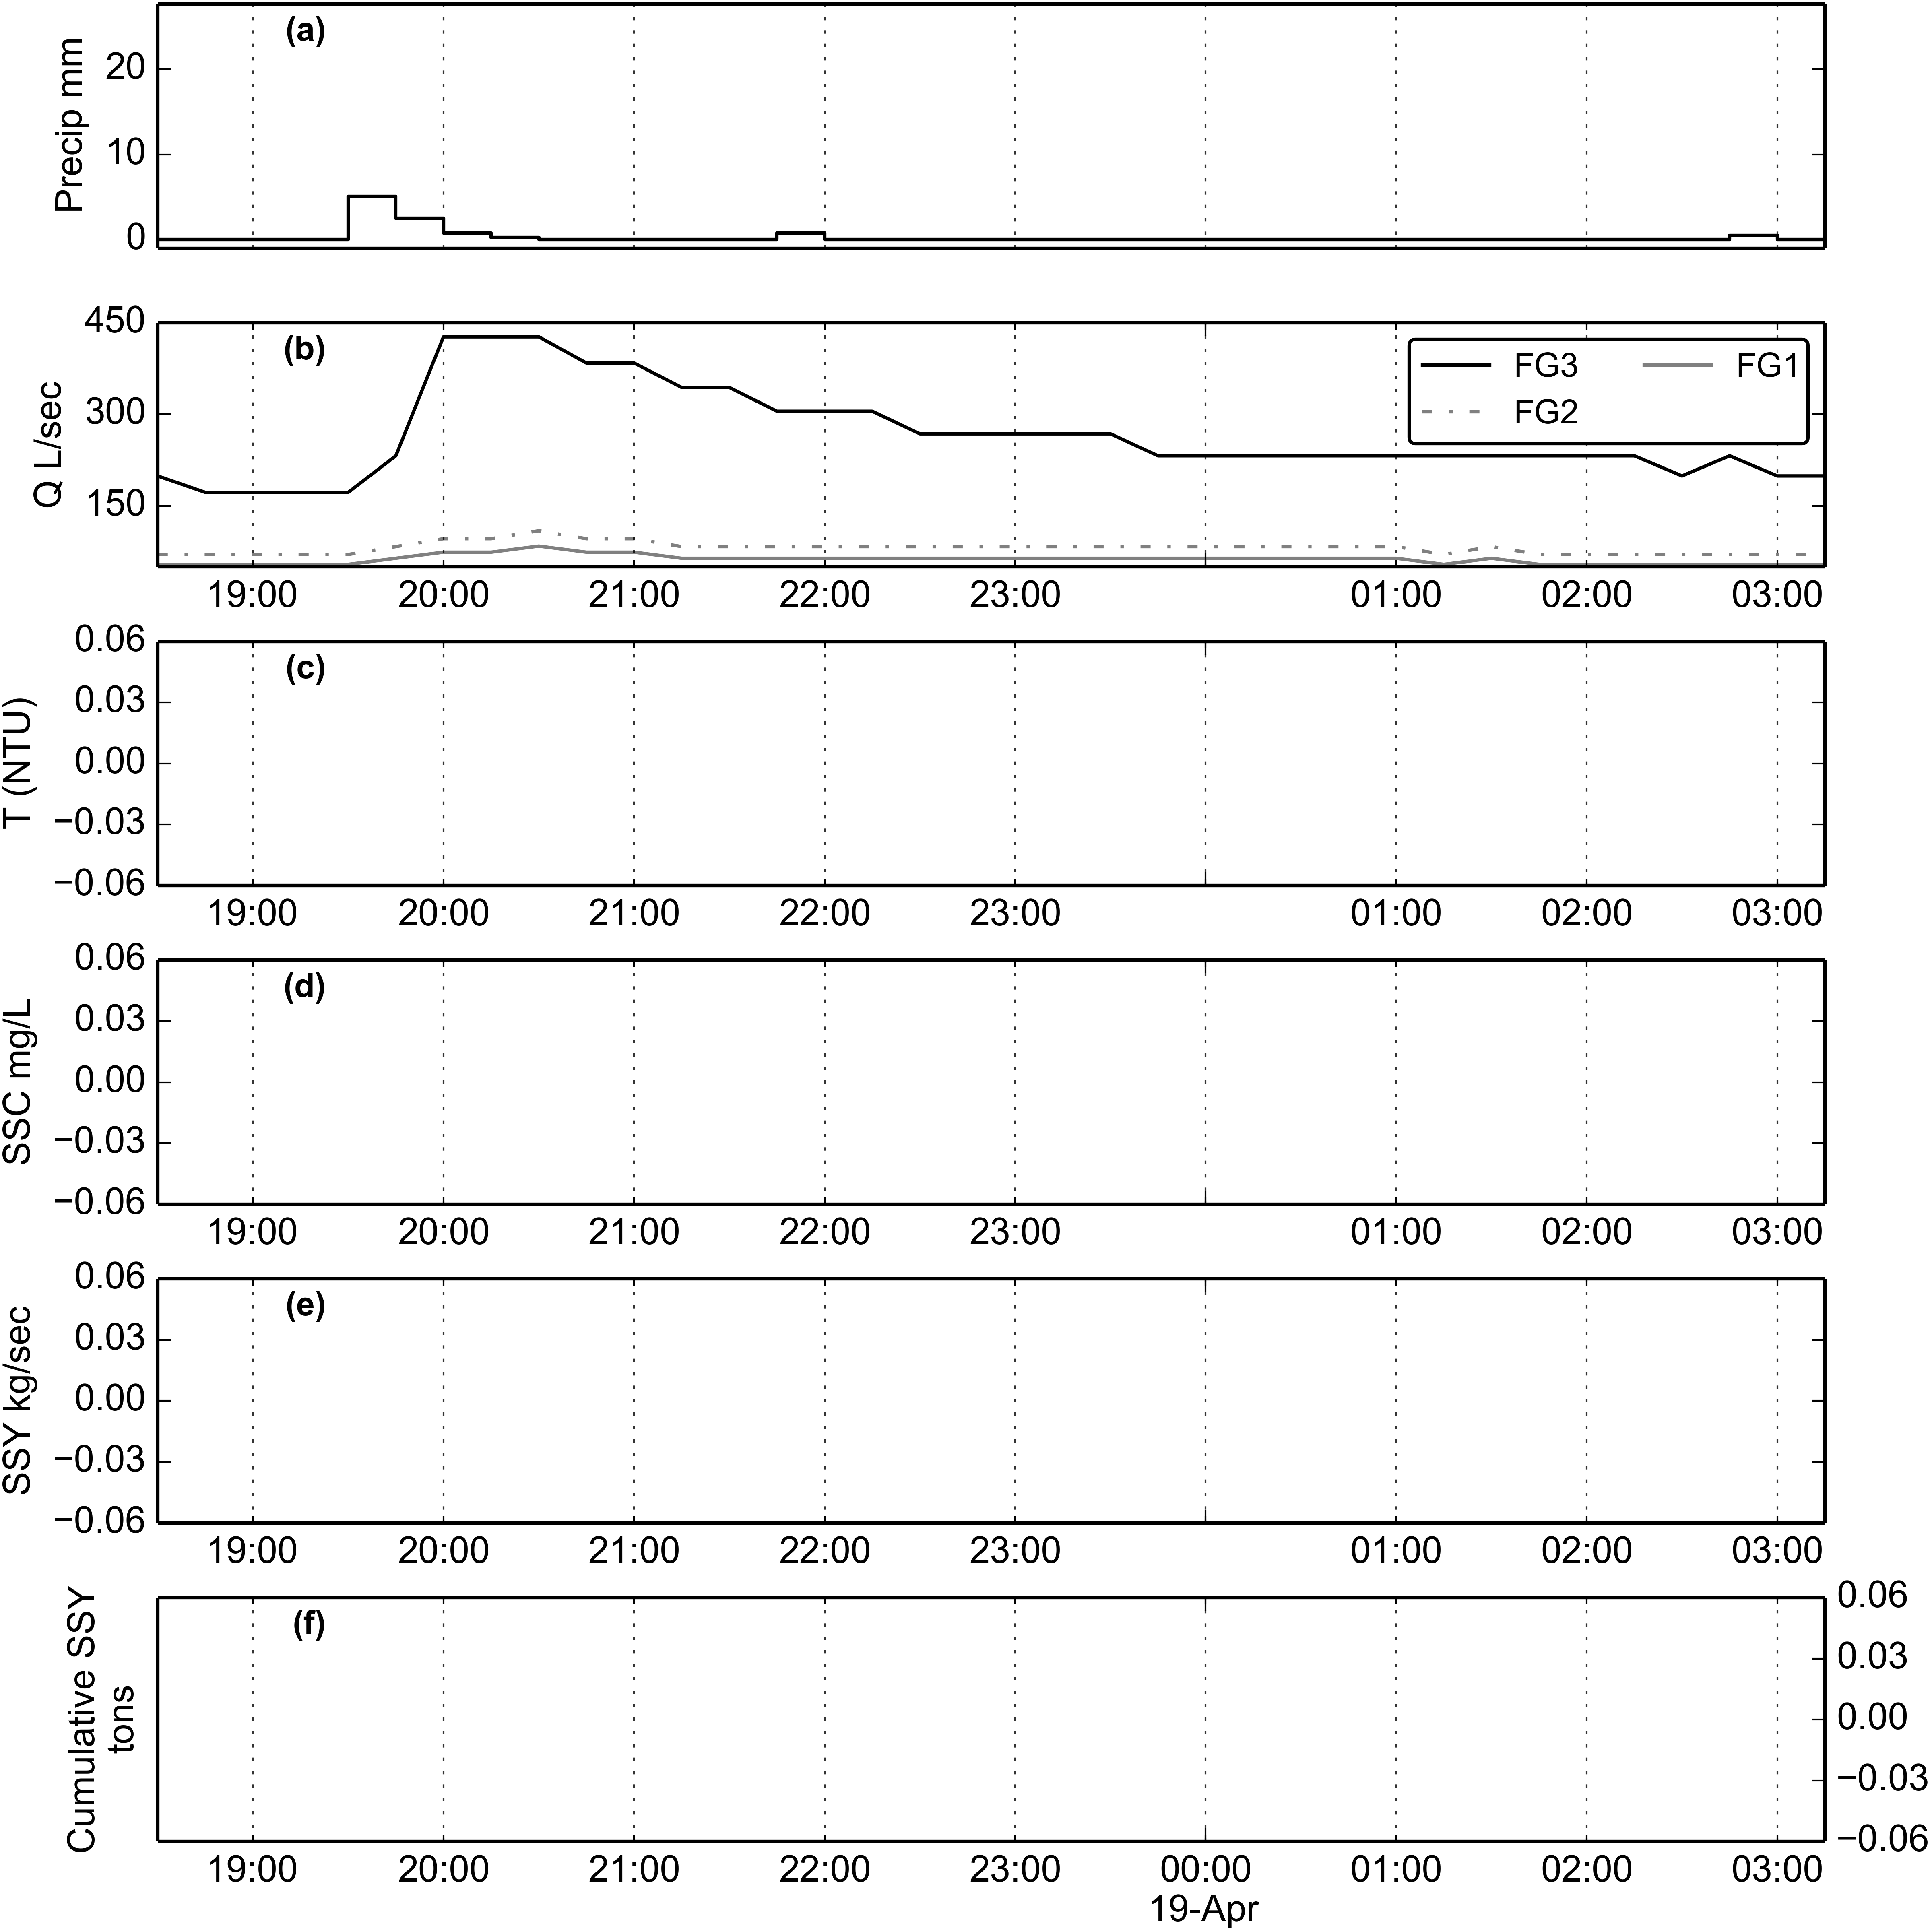 (a)
Precip mm
20
10
0
(b)
Q L/sec
450
300
150
FG3 FG1
FG2
19:00 20:00 21:00 22:00 23:00 01:00 02:00 03:00
(c)
T (NTU)
0.06
0.03
0.00
−0.03
−0.06
19:00 20:00 21:00 22:00 23:00 01:00 02:00 03:00
(d)
SSC mg/L
0.06
0.03
0.00
−0.03
−0.06
19:00 20:00 21:00 22:00 23:00 01:00 02:00 03:00
(e)
SSY kg/sec
0.06
0.03
0.00
−0.03
−0.06
19:00 20:00 21:00 22:00 23:00 01:00 02:00 03:00
(f)
Cumulative SSY
tons
0.06
0.03
0.00
−0.03
−0.06
19:00 20:00 21:00 22:00 23:00 00:00 01:00 02:00 03:00
19-Apr